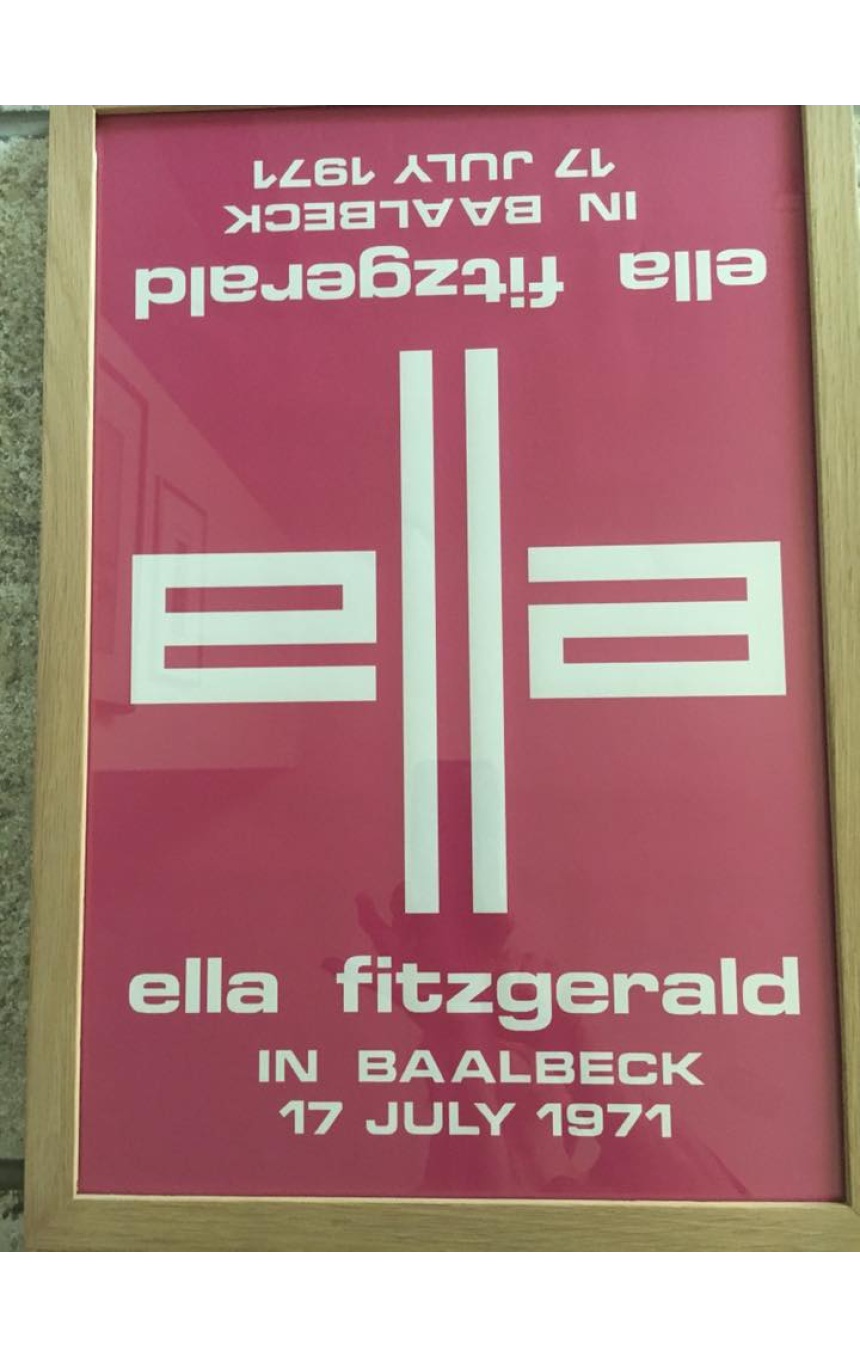 17 JULY 1971
IN BAALBECK
ella fitzgerald
ella
ella fitzgerald
IN BAALBECK
17 JULY 1971